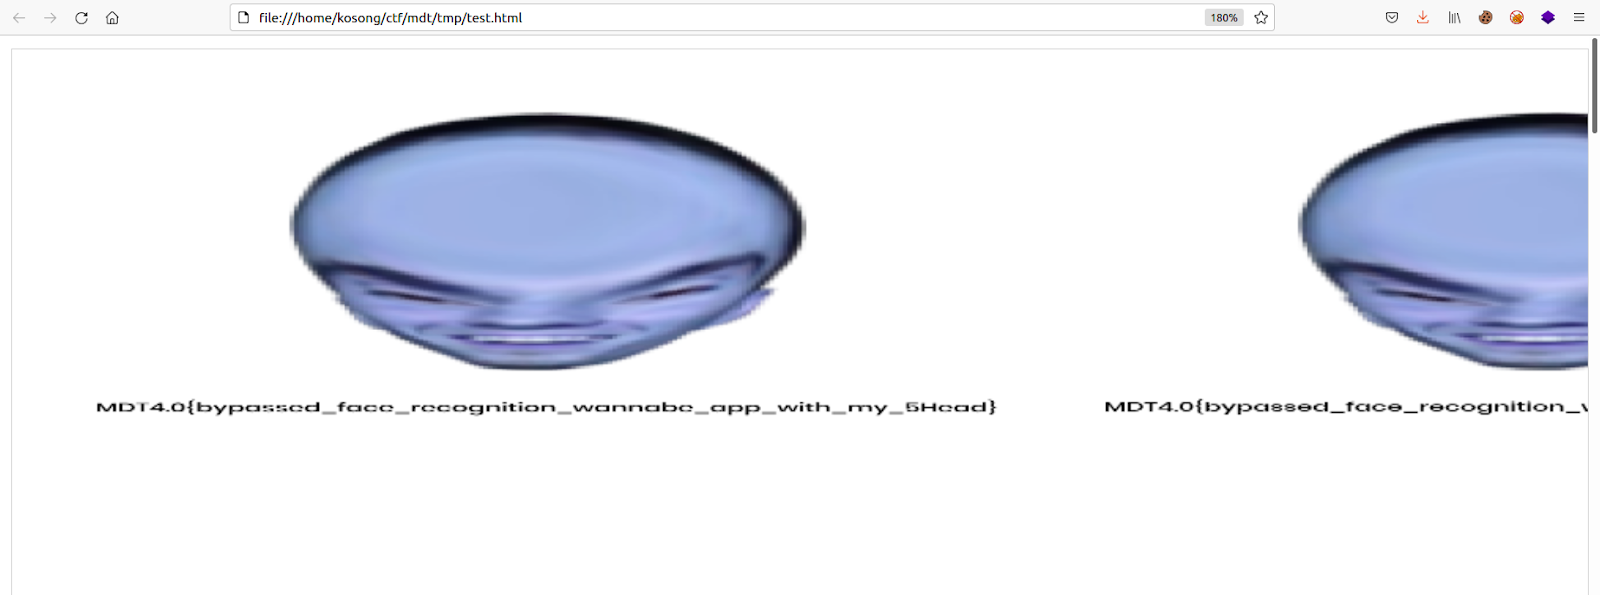 file:///home/kosong/ctf/mdt/tmp/test.html
180%
MDT4.0{bypassed_face_recognition_wannabe_app_with_my_5Head}
MDT4.0{bypassed_face_recognition_